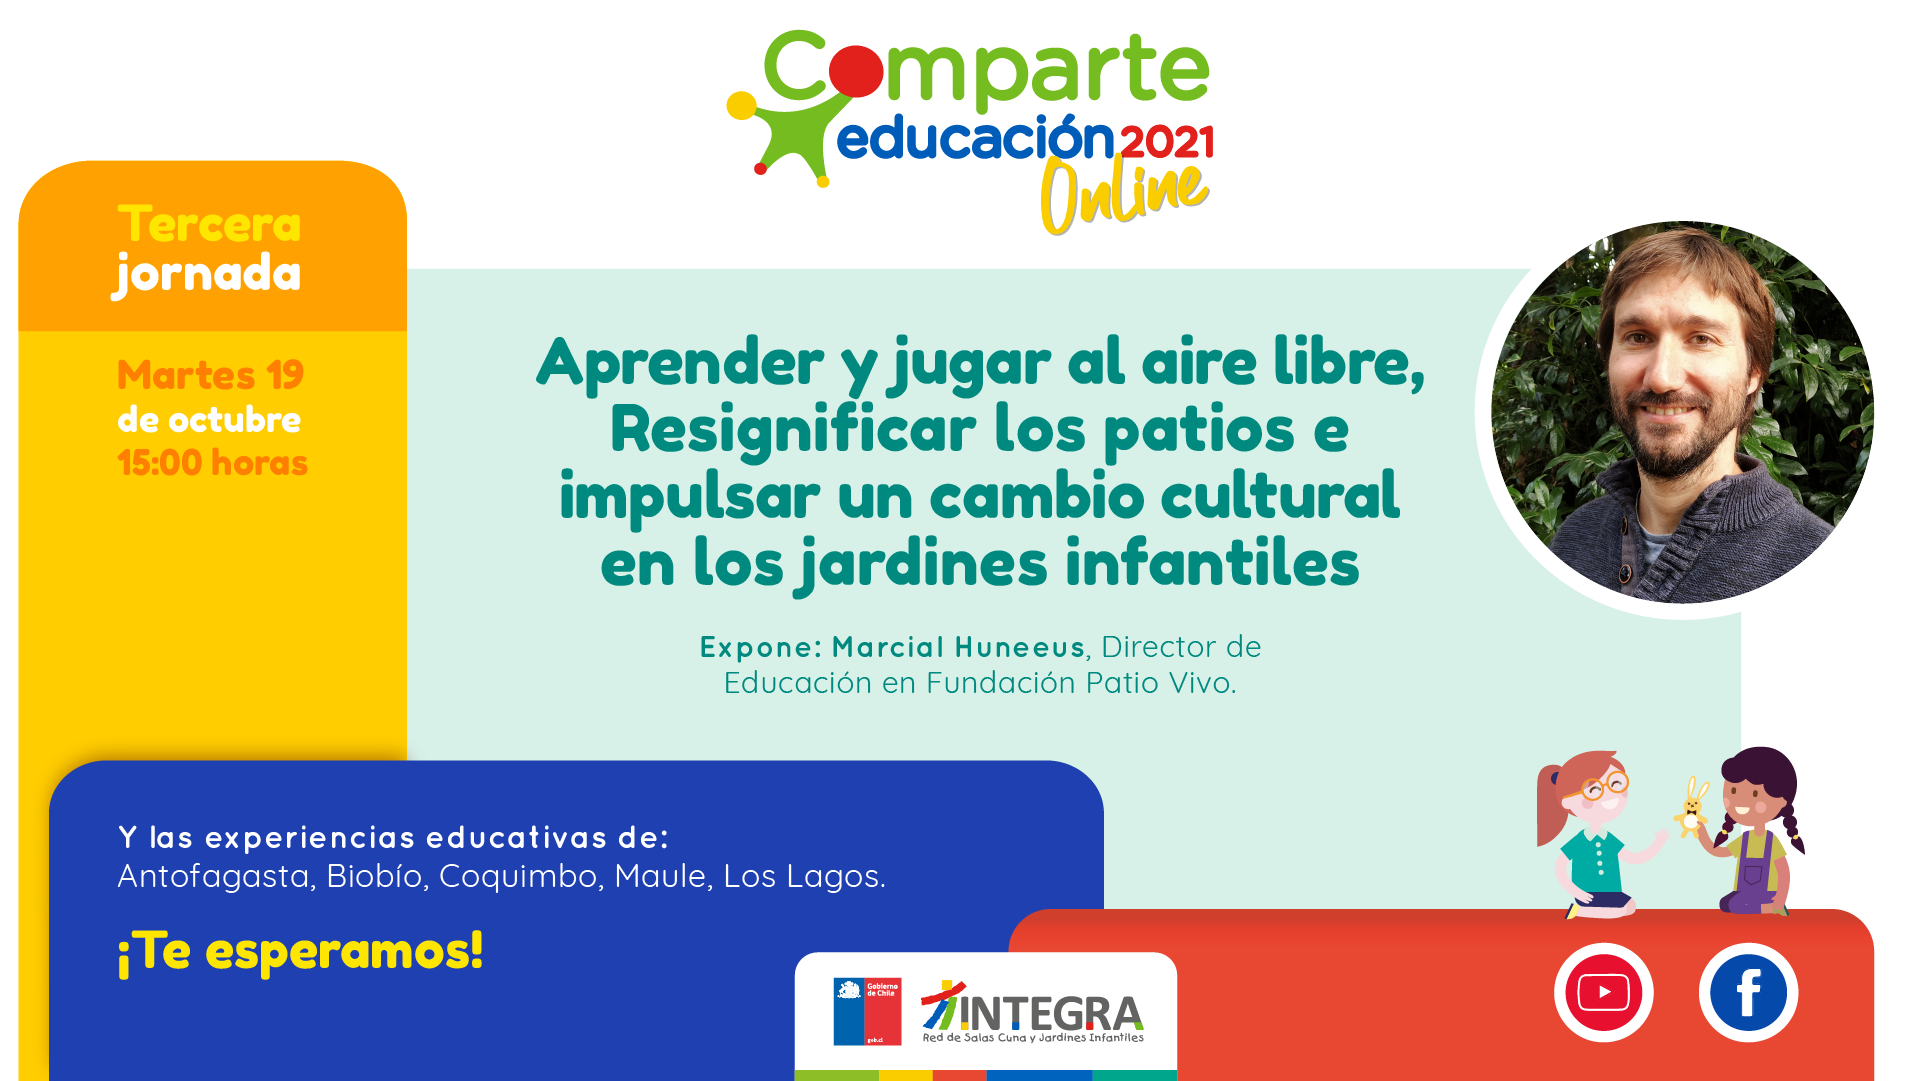 Comparte
educación 2021
Online
Tercera
jornada
Martes 19
de octubre
15:00 horas
Aprender y jugar al aire libre,
Resignificar los patios e
impulsar un cambio cultural
en los jardines infantiles
Expone: Marcial Huneeus, Director de
Educación en Fundación Patio Vivo.
Y las experiencias educativas de:
Antofagasta, Biobío, Coquimbo, Maule, Los Lagos.
¡Te esperamos!
Gobierno
de Chile
gob.cl
INTEGRA
Red de Salas Cuna y Jardines Infantiles